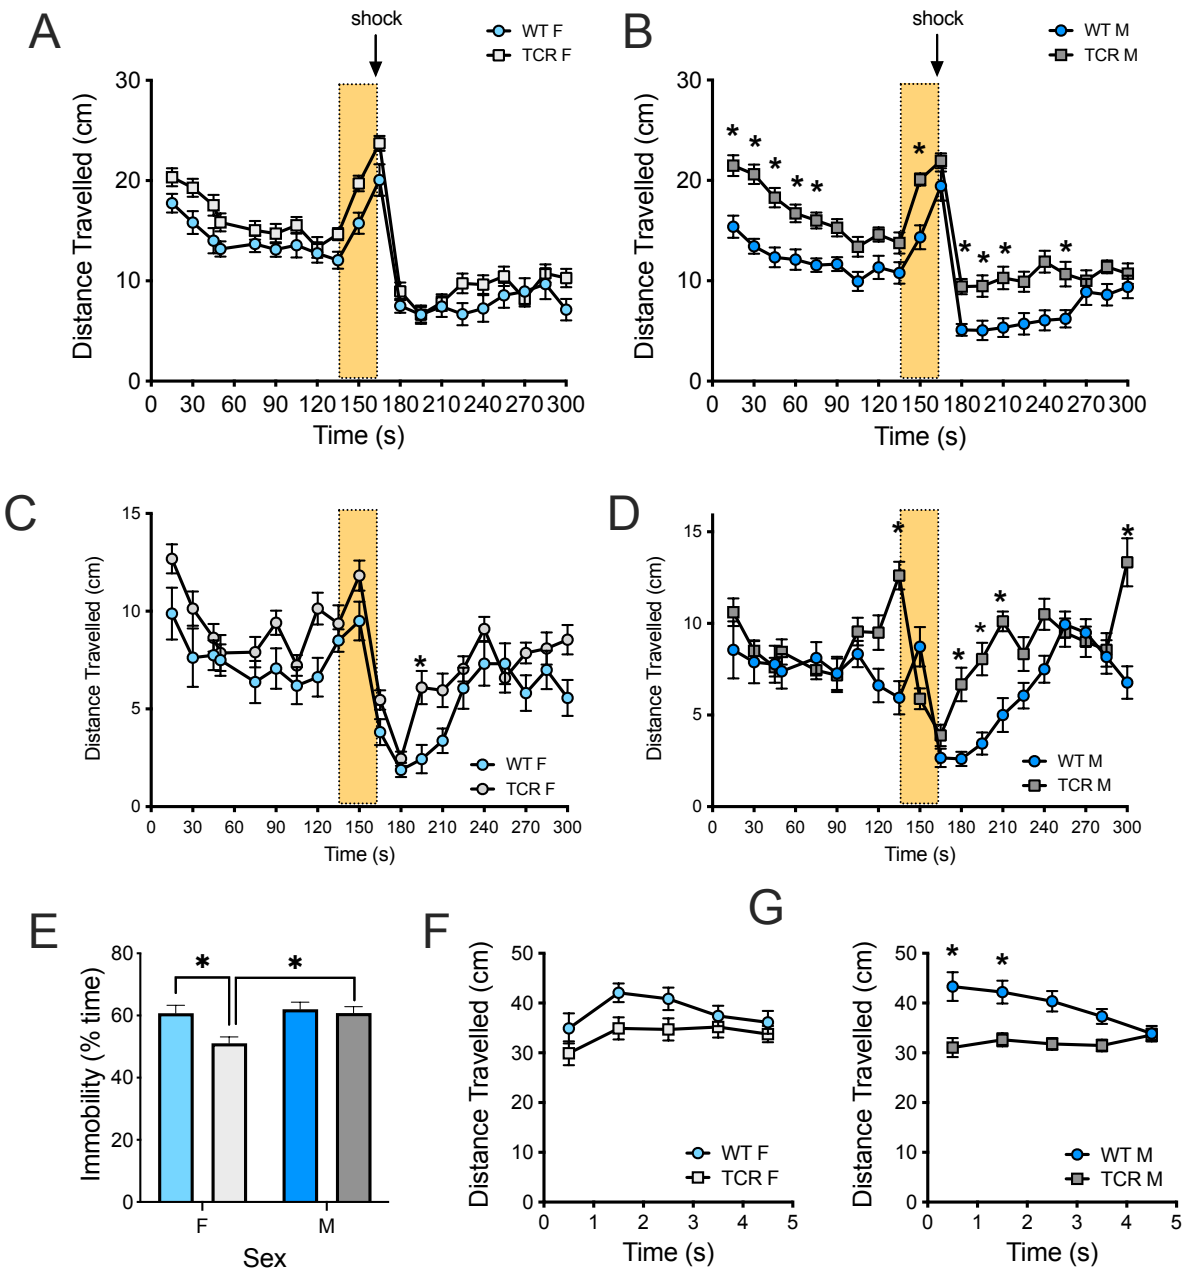 A
shock
WT F
TCR F
Distance Travelled (cm)
30
20
10
0
0 30 60 90 120 150 180 210 240 270 300
Time (s)
B
shock
WT M
TCR M
Distance Travelled (cm)
30
20
10
0
* * * * * * * * * *
0 30 60 90 120 150 180 210 240 270 300
Time (s)
C
Distance Travelled (cm)
15
10
5
0
*
WT F
TCR F
0 30 60 90 120 150 180 210 240 270 300
Time (s)
D
Distance Travelled (cm)
15
10
5
0
* * * * *
WT M
TCR M
0 30 60 90 120 150 180 210 240 270 300
Time (s)
E
Immobility (% time)
80
60
40
20
0
* *
F M
Sex
F
Distance Travelled (cm)
50
40
30
20
10
0
WT F
TCR F
0 1 2 3 4 5
Time (s)
G
Distance Travelled (cm)
50
40
30
20
10
0
* *
WT M
TCR M
0 1 2 3 4 5
Time (s)